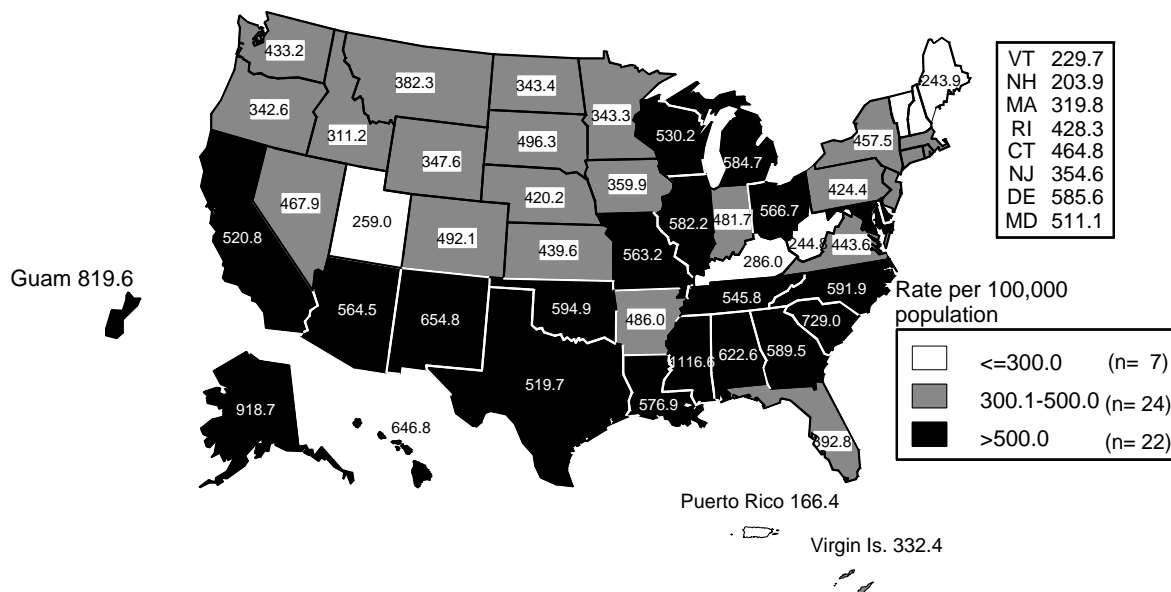 433.2
382.3
343.4
343.3
243.9
342.6
311.2
347.6
496.3
530.2
584.7
457.5
467.9
259.0
492.1
420.2
359.9
582.2
481.7
566.7
424.4
520.8
439.6
563.2
286.0
244.8
443.6
564.5
654.8
594.9
486.0
545.8
591.9
729.0
519.7
576.9
1116.6
622.6
589.5
392.8
918.7
646.8
Guam 819.6
Puerto Rico 166.4
Virgin Is. 332.4
VT 229.7
NH 203.9
MA 319.8
RI 428.3
CT 464.8
NJ 354.6
DE 585.6
MD 511.1
Rate per 100,000
population
<=300.0 (n= 7)
300.1-500.0 (n= 24)
>500.0 (n= 22)